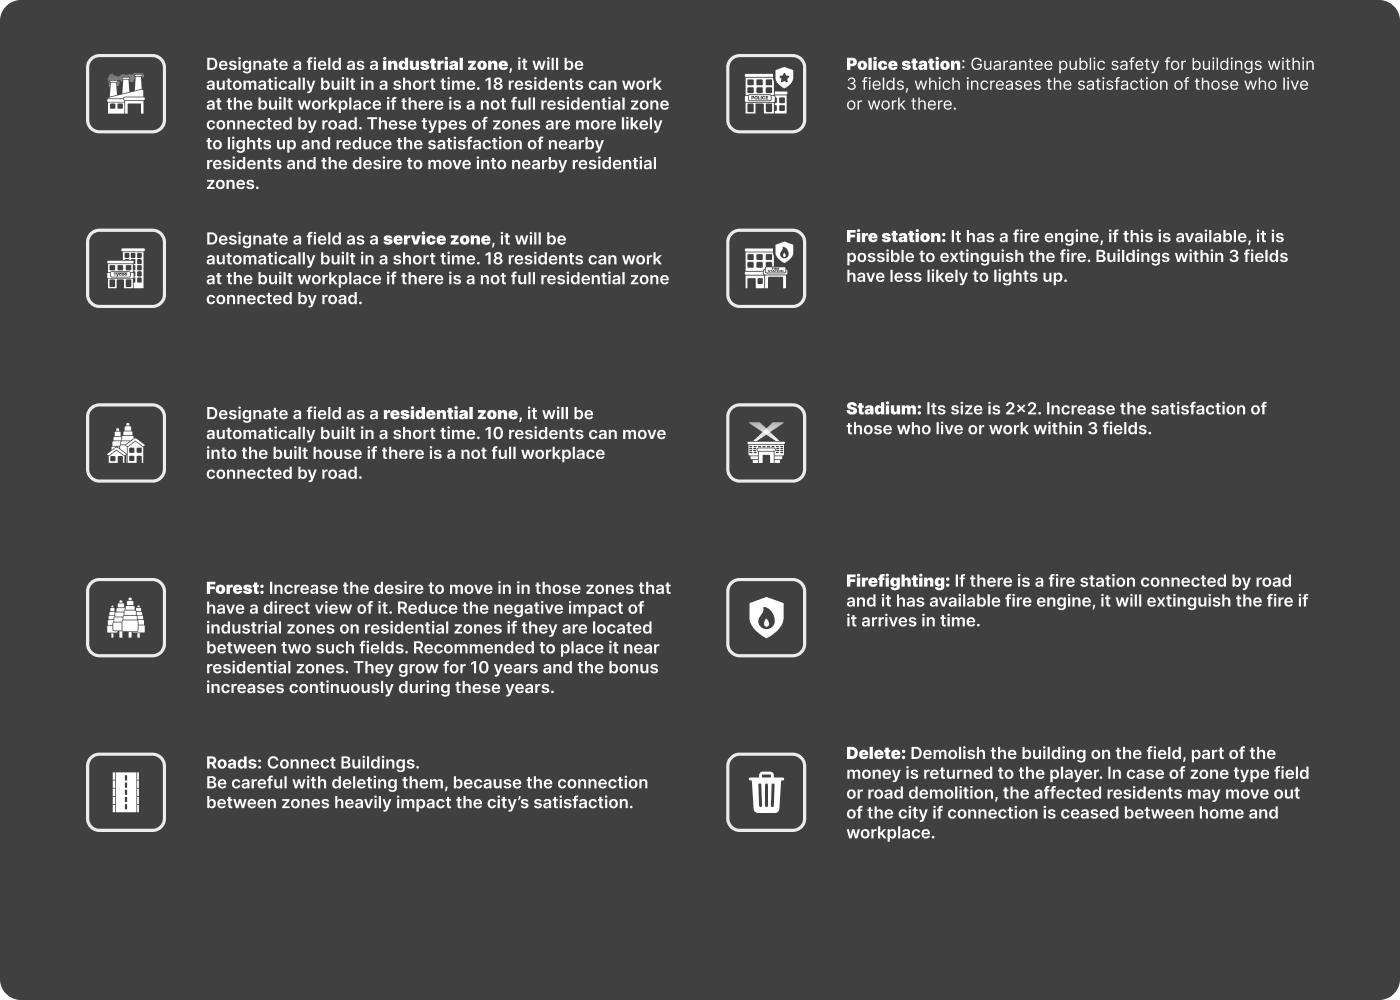 Designate a field as a industrial zone, it will be
automatically built in a short time. 18 residents can work
at the built workplace if there is a not full residential zone
connected by road. These types of zones are more likely
to lights up and reduce the satisfaction of nearby
residents and the desire to move into nearby residential
zones.
Designate a field as a service zone, it will be
automatically built in a short time. 18 residents can work
at the built workplace if there is a not full residential zone
connected by road.
Designate a field as a residential zone, it will be
automatically built in a short time. 10 residents can move
into the built house if there is a not full workplace
connected by road.
Forest: Increase the desire to move in in those zones that
have a direct view of it. Reduce the negative impact of
industrial zones on residential zones if they are located
between two such fields. Recommended to place it near
residential zones. They grow for 10 years and the bonus
increases continuously during these years.
Roads: Connect Buildings.
Be careful with deleting them, because the connection
between zones heavily impact the city’s satisfaction.
POLICE
Police station: Guarantee public safety for buildings within
3 fields, which increases the satisfaction of those who live
or work there.
Fire station: It has a fire engine, if this is available, it is
possible to extinguish the fire. Buildings within 3 fields
have less likely to lights up.
Stadium: Its size is 2×2. Increase the satisfaction of
those who live or work within 3 fields.
Firefighting: If there is a fire station connected by road
and it has available fire engine, it will extinguish the fire if
it arrives in time.
Delete: Demolish the building on the field, part of the
money is returned to the player. In case of zone type field
or road demolition, the affected residents may move out
of the city if connection is ceased between home and
workplace.